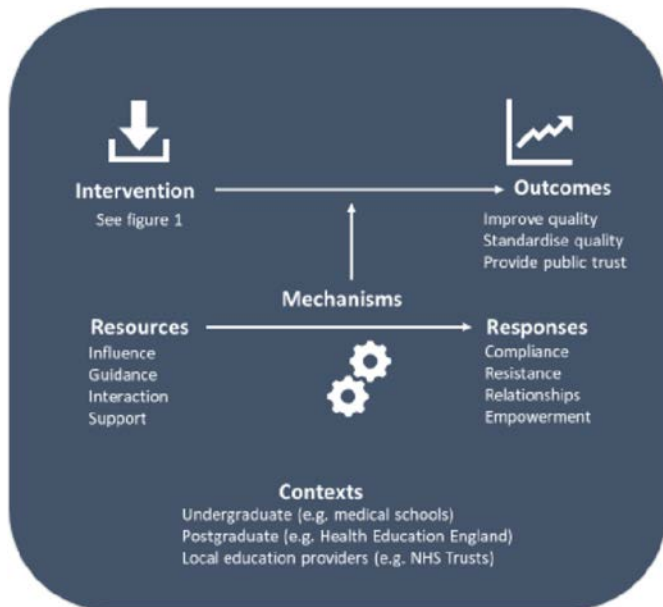 Intervention
Outcomes
See figure 1
Improve quality
Standardise quality
Provide public trust
Mechanisms
Resources
Responses
Influence
Guidance
Interaction
Support
Compliance
Resistance
Relationships
Empowerment
Contexts
Undergraduate (e.g. medical schools)
Postgraduate (e.g. Health Education England)
Local education providers (e.g. NHS Trusts)